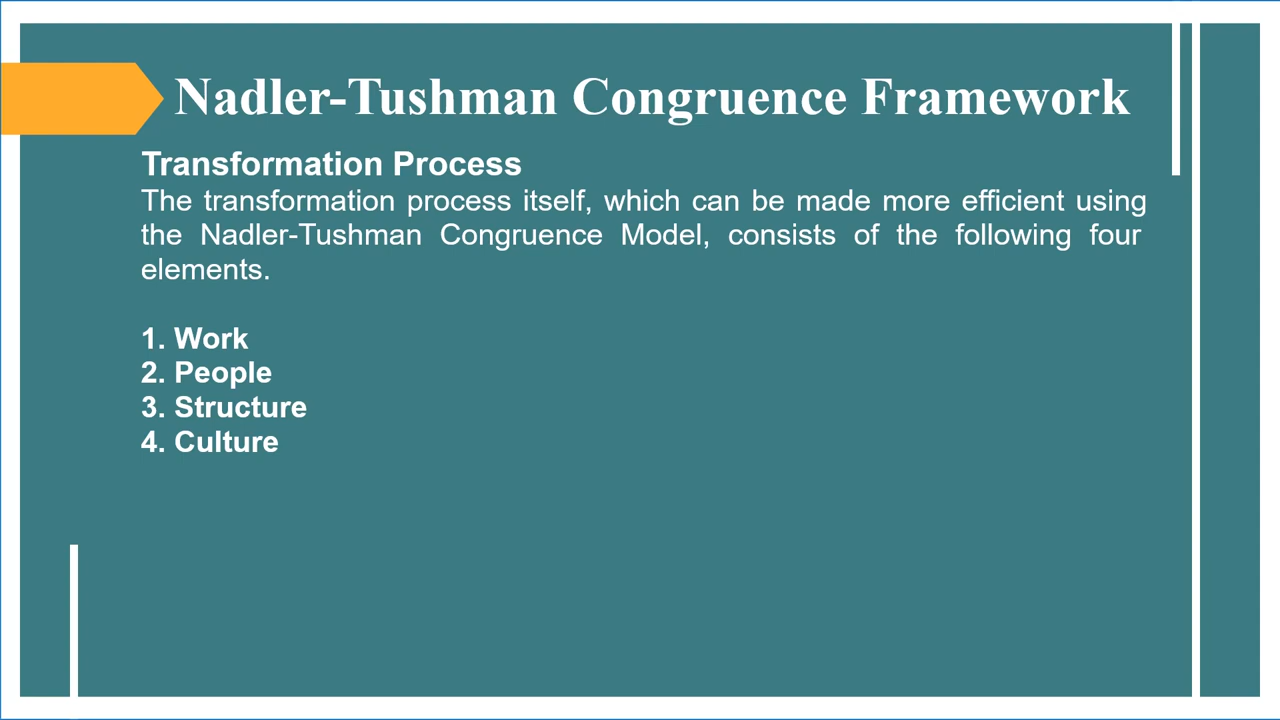 Nadler-Tushman Congruence Framework
Transformation Process
The transformation process itself, which can be made more efficient using
the Nadler-Tushman Congruence Model, consists of the following four
elements.
1. Work
2. People
3. Structure
4. Culture